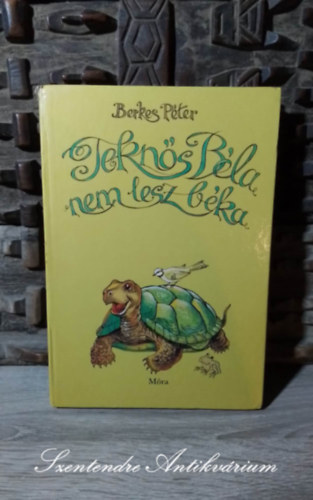 Berkes Péter
Teknős Béla
nem lesz béka
Móra
Szentendre Antikvárium